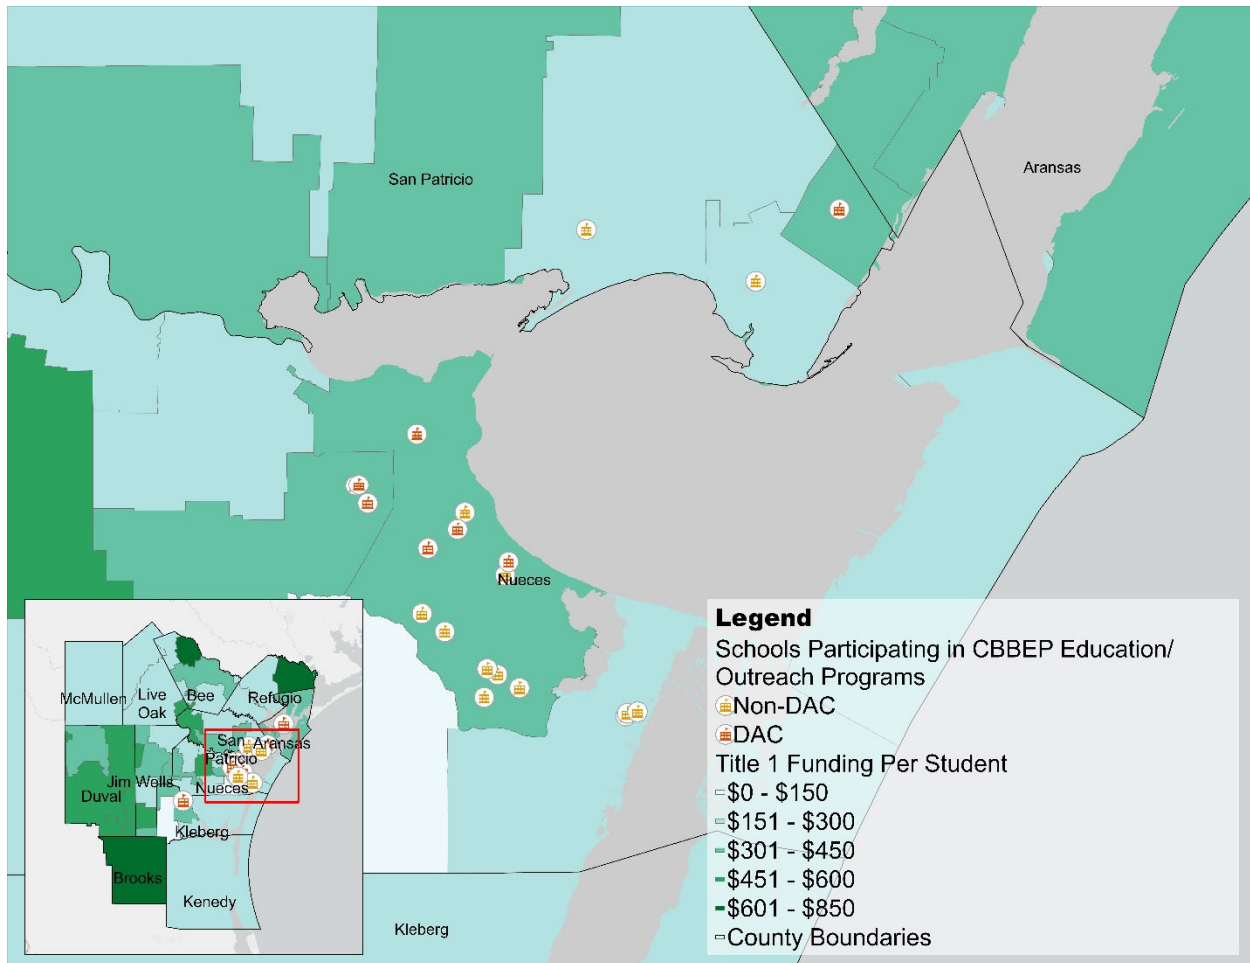 San Patricio
Aransas
Nueces
Kleberg
McMullen
Live
Oak
Bee
Refugio
San
Patricio
Aransas
Jim Wells
Duval
Nueces
Kleberg
Brooks
Kenedy
Legend
Schools Participating in CBBEP Education/
Outreach Programs
Non-DAC
DAC
Title 1 Funding Per Student
$0 - $150
$151 - $300
$301 - $450
$451 - $600
$601 - $850
County Boundaries